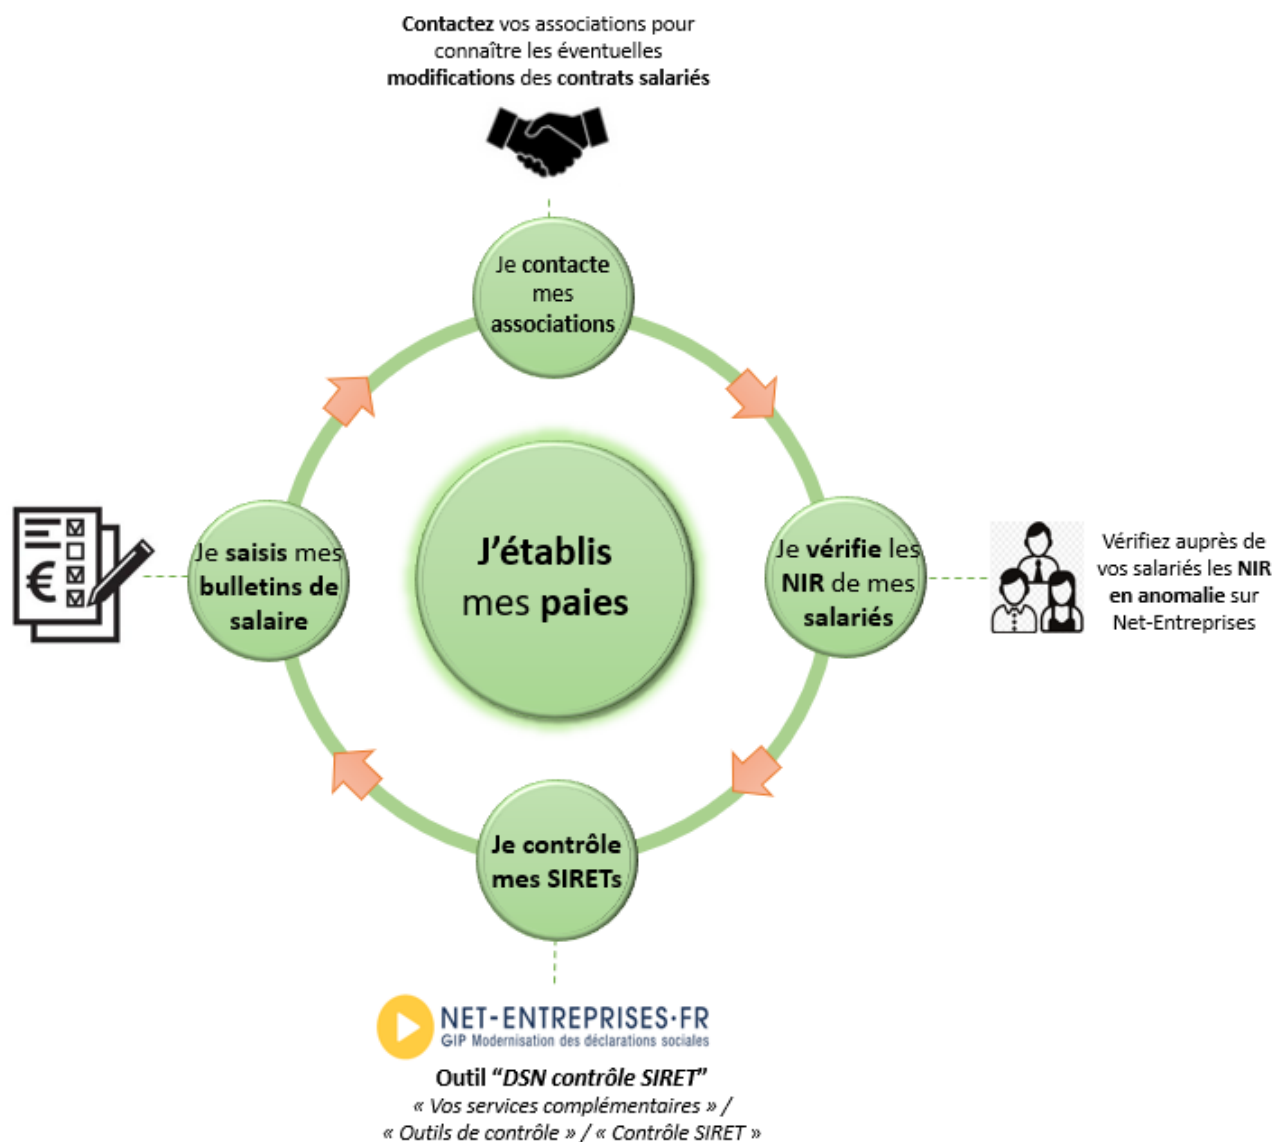 Contactez vos associations pour
connaître les éventuelles
modifications des contrats salariés
Je contacte
mes
associations
Je vérifie les
NIR de mes
salariés
Vérifiez auprès de
vos salariés les NIR
en anomalie sur
Net-Entreprises
J'établis
mes paies
Je saisis mes
bulletins de
salaire
€
Je contrôle
mes SIRETs
NET-ENTREPRISES·FR
GIP Modernisation des déclarations sociales
Outil “DSN contrôle SIRET”
« Vos services complémentaires » /
« Outils de contrôle » / « Contrôle SIRET »